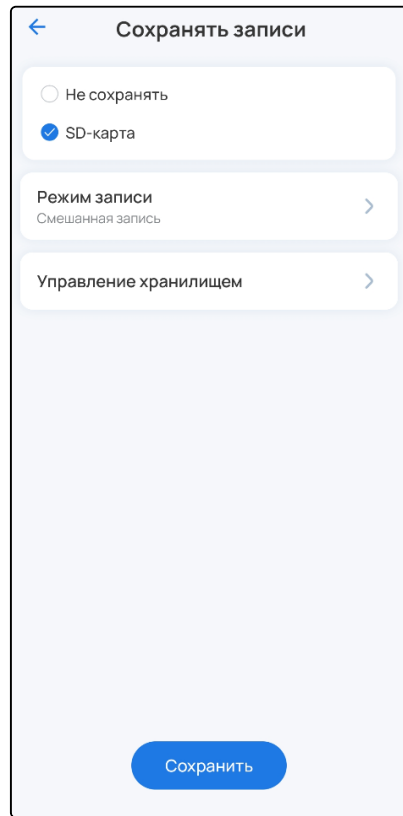 Сохранять записи
Не сохранять
SD-карта
Режим записи
Смешанная запись
Управление хранилищем
Сохранить